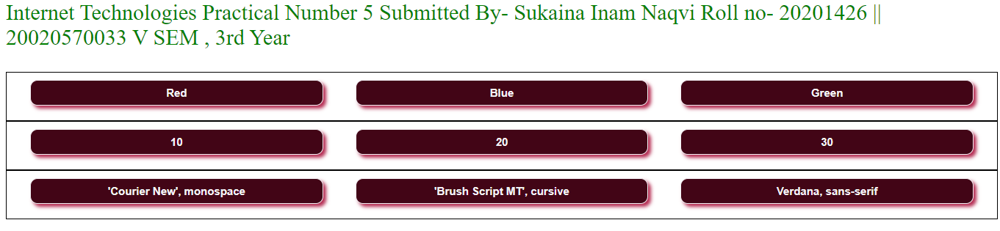 Internet Technologies Practical Number 5 Submitted By- Sukaina Inam Naqvi Roll no- 20201426 ||
20020570033 V SEM , 3rd Year
Red Blue Green
10 20 30
'Courier New', monospace 'Brush Script MT', cursive Verdana, sans-serif